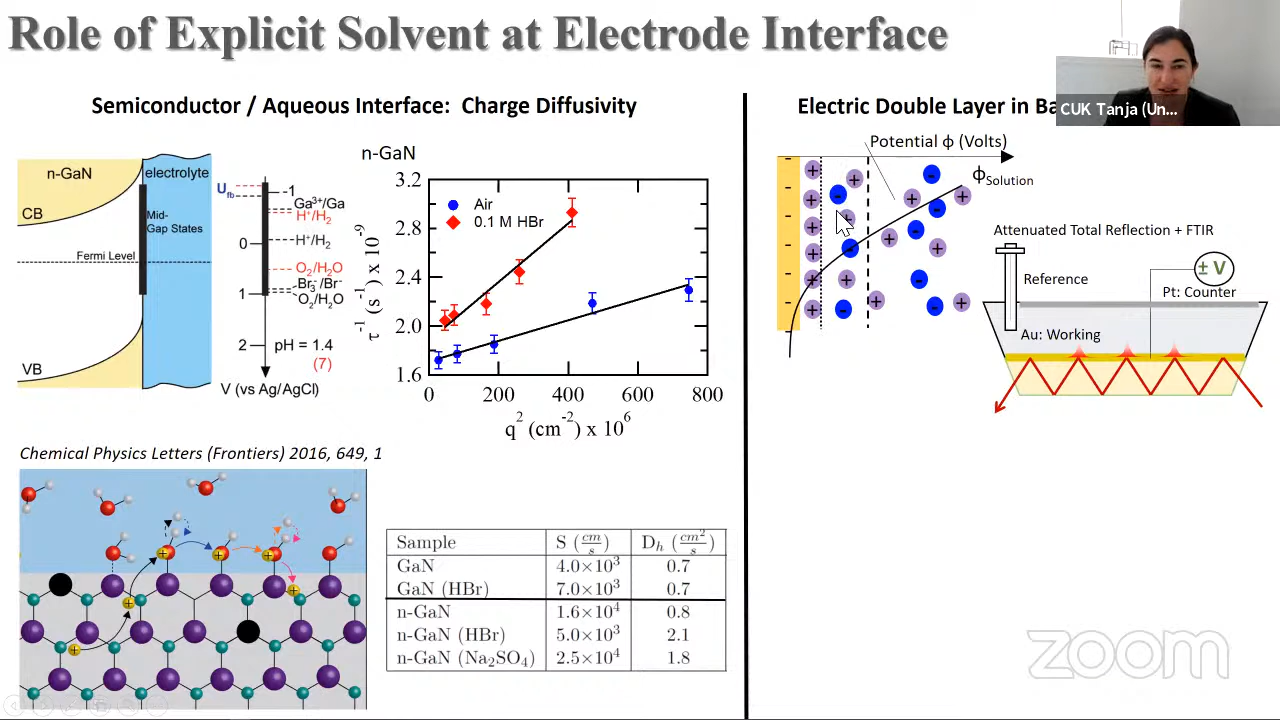 Role of Explicit Solvent at Electrode Interface
Semiconductor / Aqueous Interface: Charge Diffusivity
n-GaN
electrolyte
CB
VB
Mid-
Gap States
Fermi Level
U_fb
-1
0
1
2
Ga³⁺/Ga
H⁺/H₂
H⁺/H₂
O₂/H₂O
Br₃⁻/Br⁻
O₂/H₂O
pH = 1.4
(7)
V (vs Ag/AgCl)
n-GaN
Air
0.1 M HBr
τ⁻¹ (s⁻¹) x 10⁻⁹
3.2
2.8
2.4
2.0
1.6
0 200 400 600 800
q² (cm⁻²) x 10⁶
Chemical Physics Letters (Frontiers) 2016, 649, 1
Sample S (cm/s) D_h (cm²/s)
GaN 4.0×10³ 0.7
GaN (HBr) 7.0×10³ 0.7
n-GaN 1.6×10⁴ 0.8
n-GaN (HBr) 5.0×10³ 2.1
n-GaN (Na₂SO₄) 2.5×10⁴ 1.8
Electric Double Layer in Ba
CUK Tanja (Un...
Potential ϕ (Volts)
ϕSolution
Attenuated Total Reflection + FTIR
Reference
± V
Pt: Counter
Au: Working
zoom